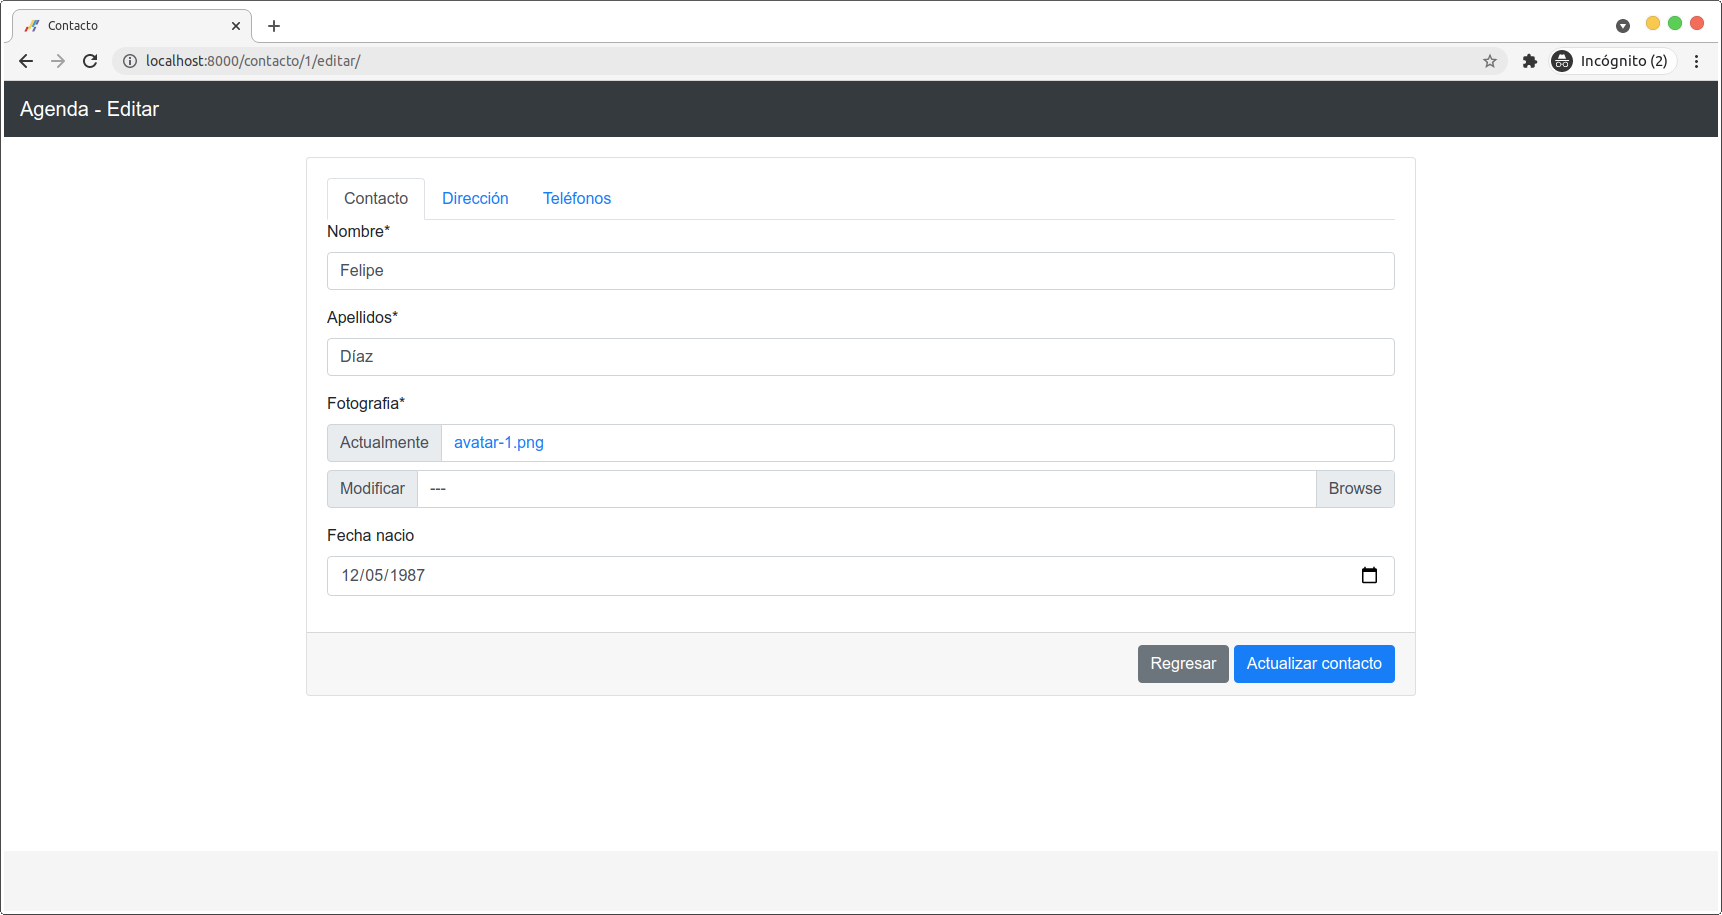 Contacto
localhost:8000/contacto/1/editar/
Incógnito (2)
Agenda - Editar
Contacto Dirección Teléfonos
Nombre*
Felipe
Apellidos*
Díaz
Fotografia*
Actualmente avatar-1.png
Modificar --- Browse
Fecha nacio
12/05/1987
Regresar Actualizar contacto